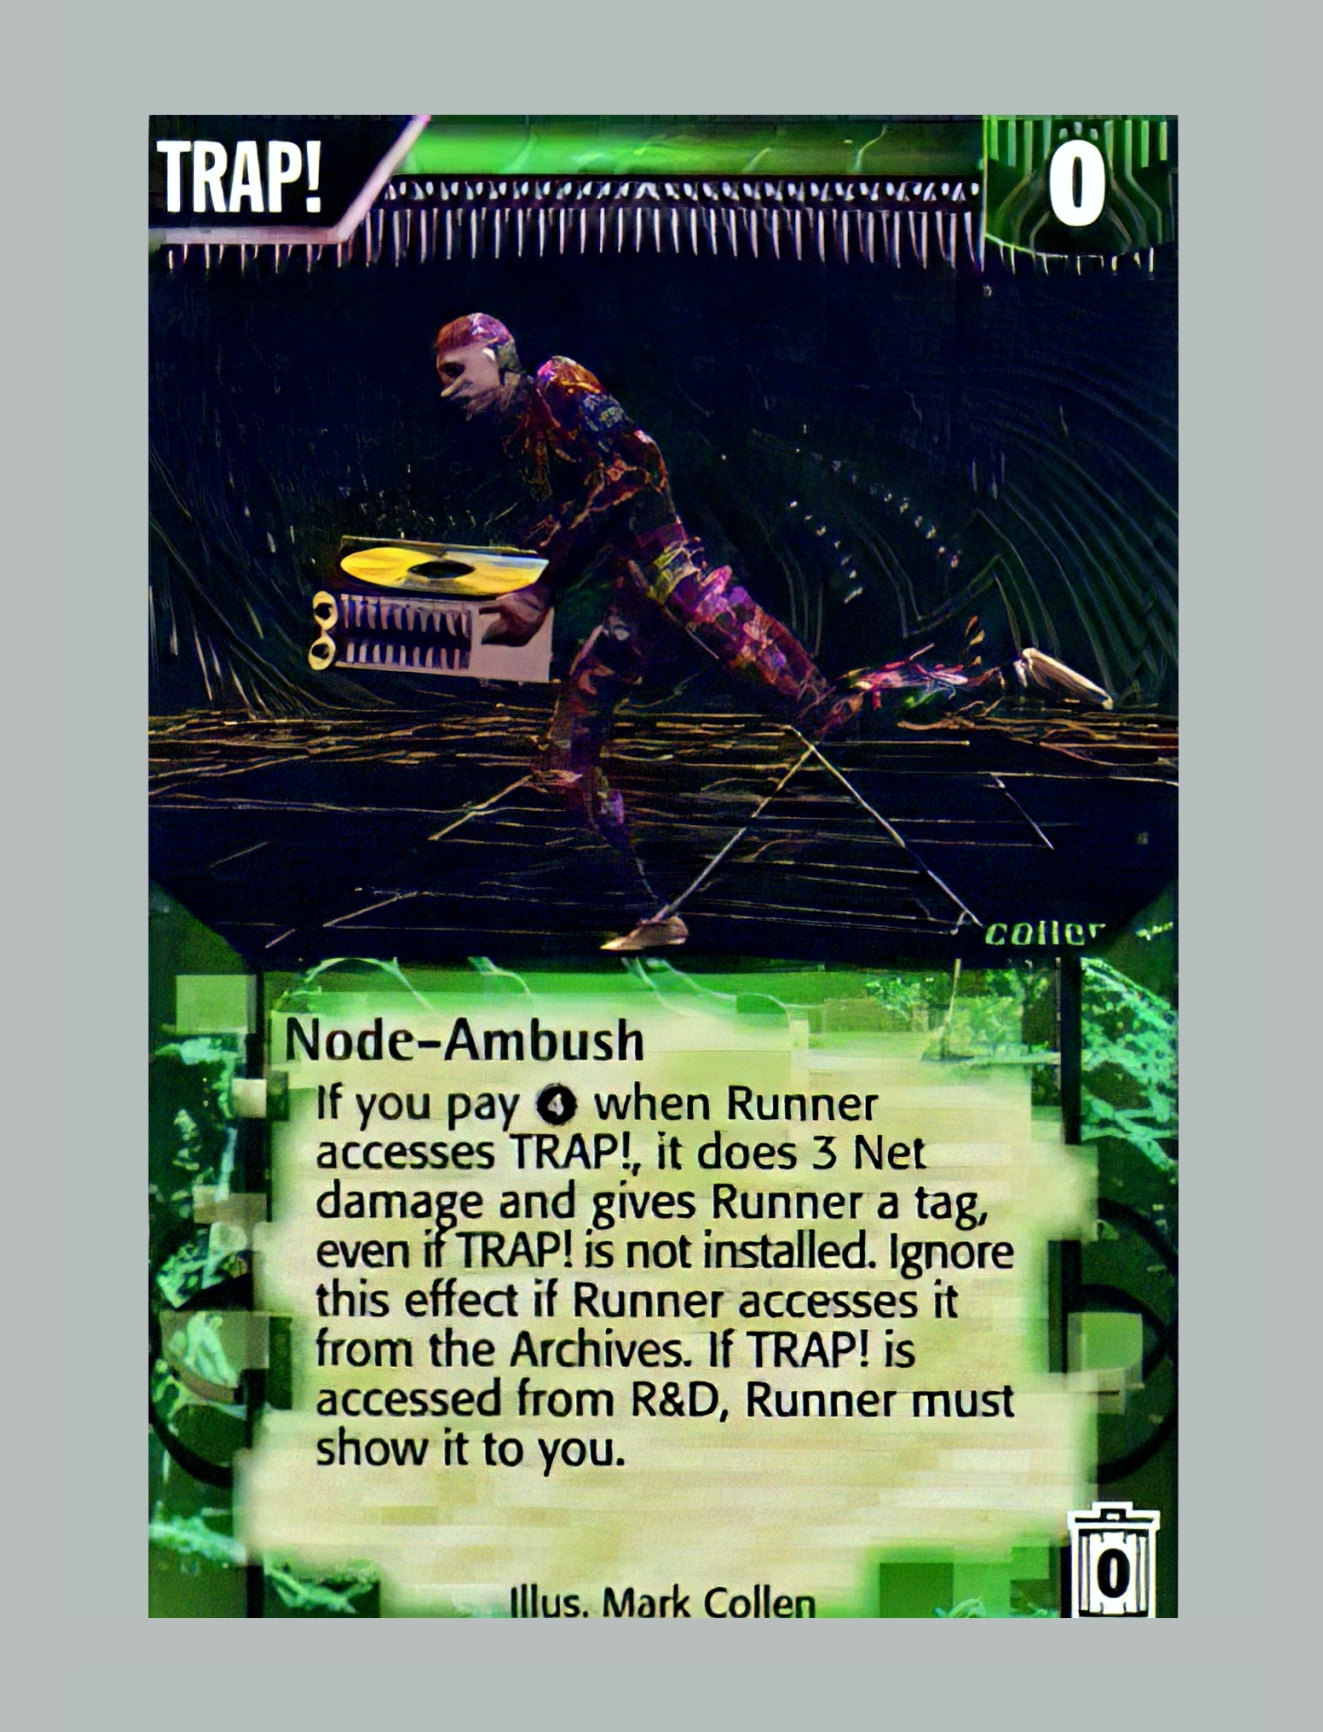 TRAP!
0
coller
Node-Ambush
If you pay 4 when Runner
accesses TRAP!, it does 3 Net
damage and gives Runner a tag,
even if TRAP! is not installed. Ignore
this effect if Runner accesses it
from the Archives. If TRAP! is
accessed from R&D, Runner must
show it to you.
0
Illus. Mark Collen